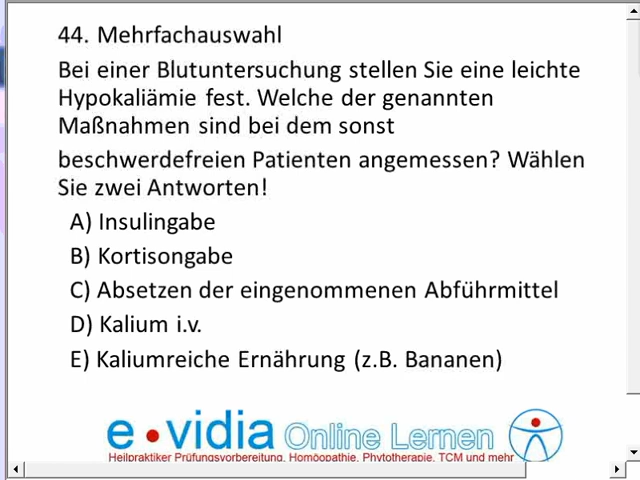 44. Mehrfachauswahl
Bei einer Blutuntersuchung stellen Sie eine leichte
Hypokaliämie fest. Welche der genannten
Maßnahmen sind bei dem sonst
beschwerdefreien Patienten angemessen? Wählen
Sie zwei Antworten!
A) Insulingabe
B) Kortisongabe
C) Absetzen der eingenommenen Abführmittel
D) Kalium i.v.
E) Kaliumreiche Ernährung (z.B. Bananen)
e•vidia Online Lernen
Heilpraktiker Prüfungsvorbereitung, Homöopathie, Phytotherapie, TCM und mehr